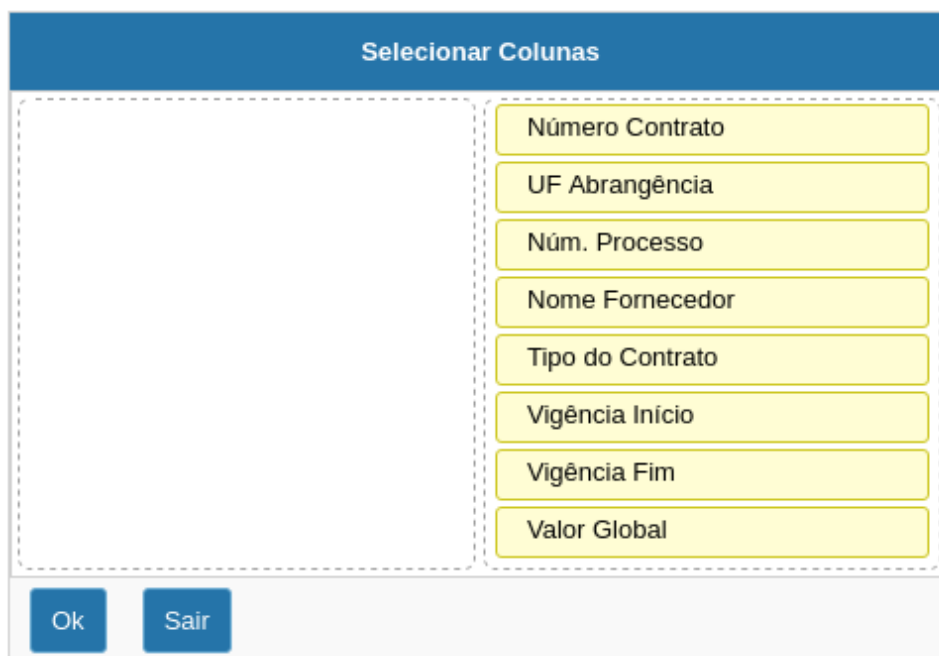 Selecionar Colunas
Número Contrato
UF Abrangência
Núm. Processo
Nome Fornecedor
Tipo do Contrato
Vigência Início
Vigência Fim
Valor Global
Ok
Sair